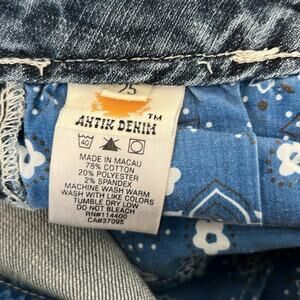 25
TM
ANTIK DENIM
40
MADE IN MACAU
78% COTTON
20% POLYESTER
2% SPANDEX
MACHINE WASH WARM
WASH WITH LIKE COLORS
TUMBLE DRY LOW
DO NOT BLEACH
RN#114400
CA#37095